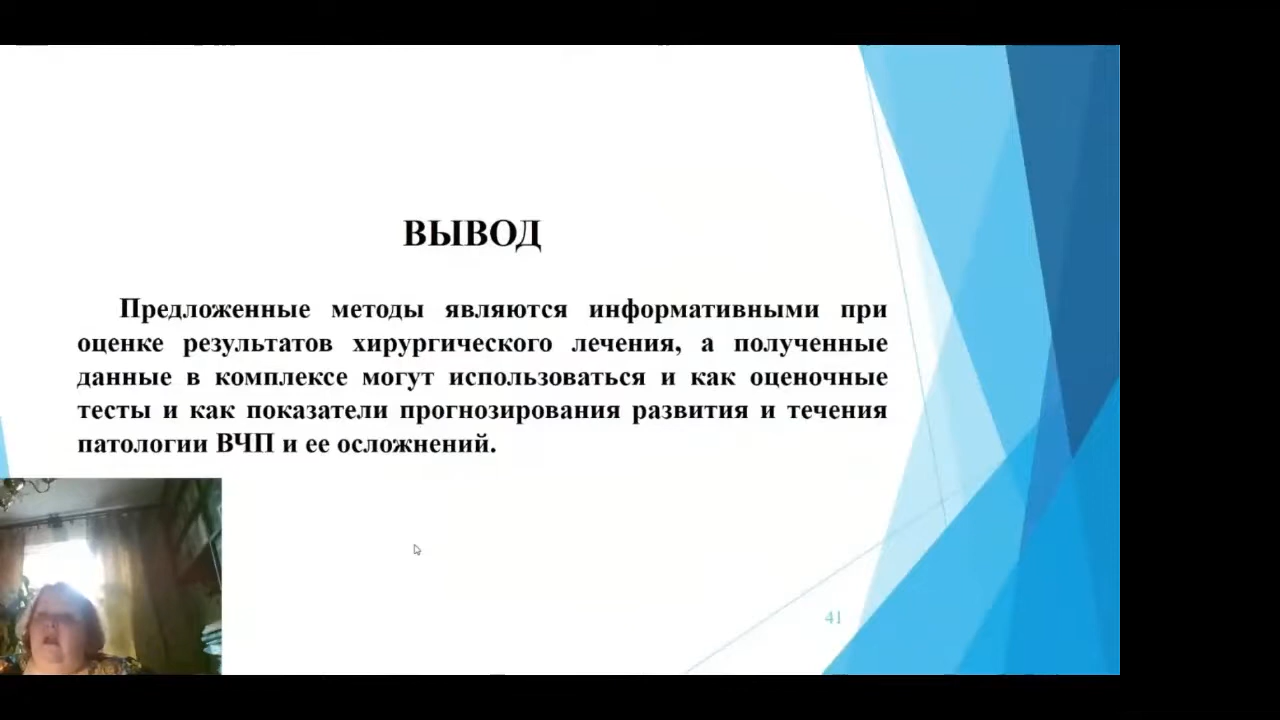 ВЫВОД
Предложенные методы являются информативными при
оценке результатов хирургического лечения, а полученные
данные в комплексе могут использоваться и как оценочные
тесты и как показатели прогнозирования развития и течения
патологии ВЧП и ее осложнений.
41